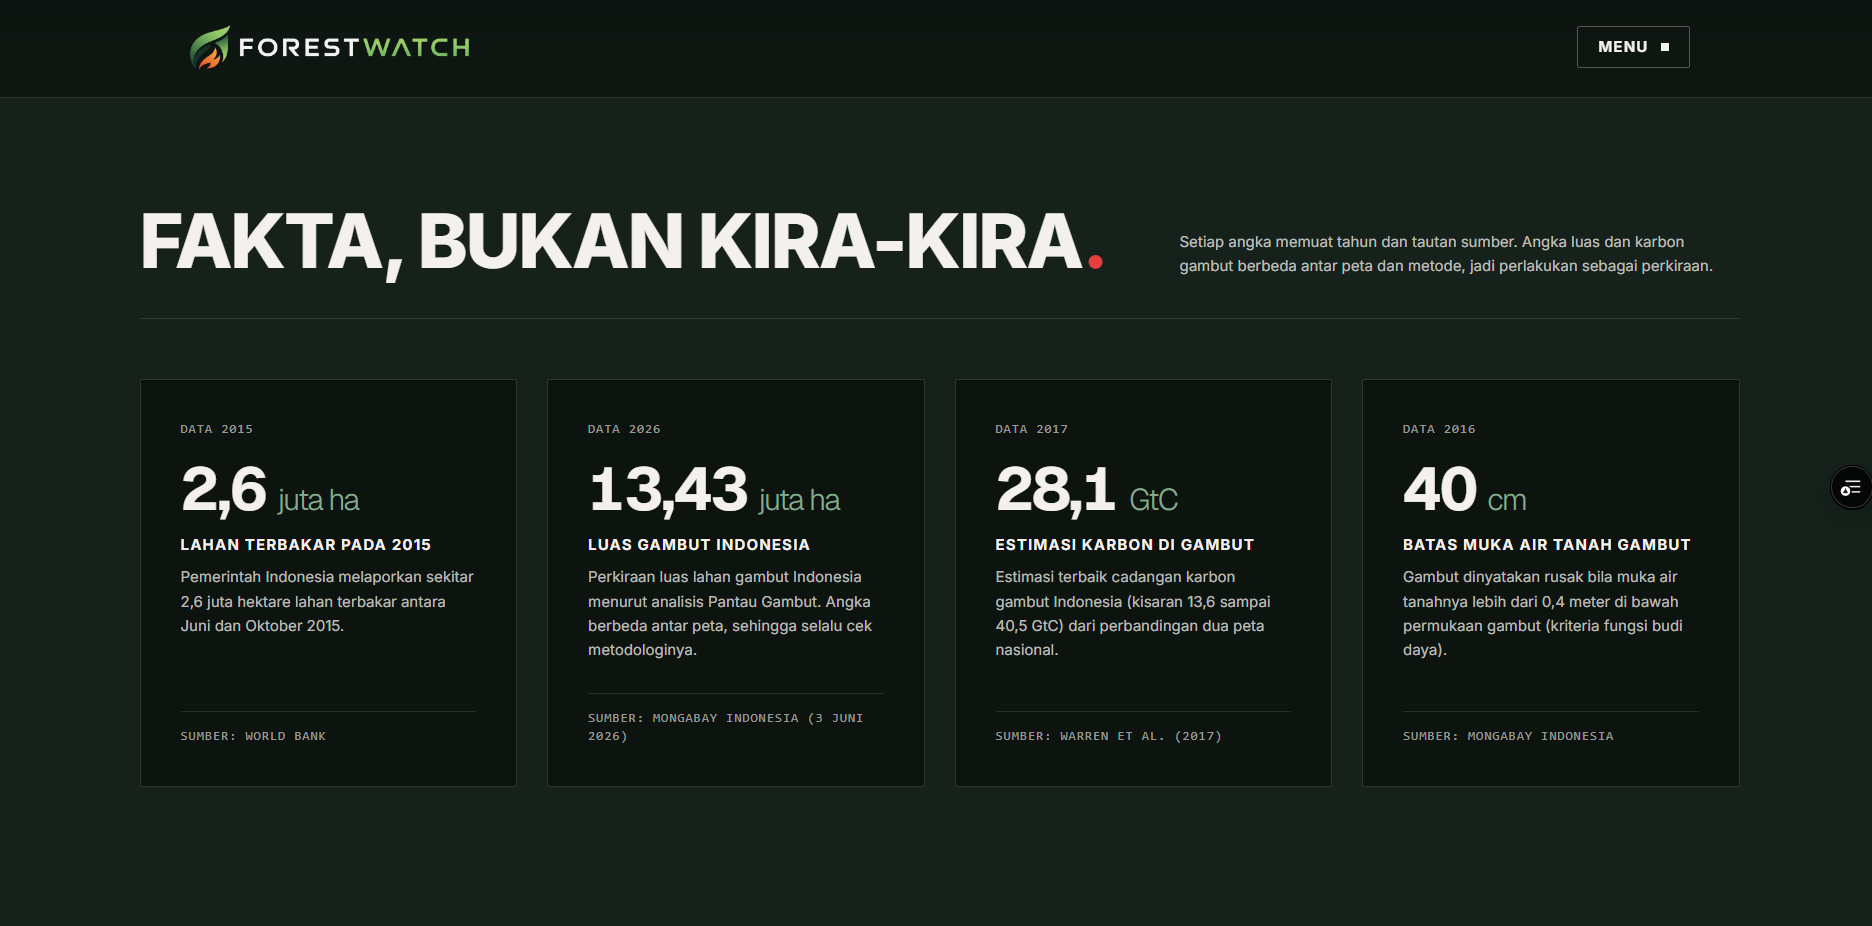 FORESTWATCH
MENU
FAKTA, BUKAN KIRA-KIRA.
Setiap angka memuat tahun dan tautan sumber. Angka luas dan karbon
gambut berbeda antar peta dan metode, jadi perlakukan sebagai perkiraan.
DATA 2015
2,6 juta ha
LAHAN TERBAKAR PADA 2015
Pemerintah Indonesia melaporkan sekitar
2,6 juta hektare lahan terbakar antara
Juni dan Oktober 2015.
SUMBER: WORLD BANK
DATA 2026
13,43 juta ha
LUAS GAMBUT INDONESIA
Perkiraan luas lahan gambut Indonesia
menurut analisis Pantau Gambut. Angka
berbeda antar peta, sehingga selalu cek
metodologinya.
SUMBER: MONGABAY INDONESIA (3 JUNI
2026)
DATA 2017
28,1 GtC
ESTIMASI KARBON DI GAMBUT
Estimasi terbaik cadangan karbon
gambut Indonesia (kisaran 13,6 sampai
40,5 GtC) dari perbandingan dua peta
nasional.
SUMBER: WARREN ET AL. (2017)
DATA 2016
40 cm
BATAS MUKA AIR TANAH GAMBUT
Gambut dinyatakan rusak bila muka air
tanahnya lebih dari 0,4 meter di bawah
permukaan gambut (kriteria fungsi budi
daya).
SUMBER: MONGABAY INDONESIA